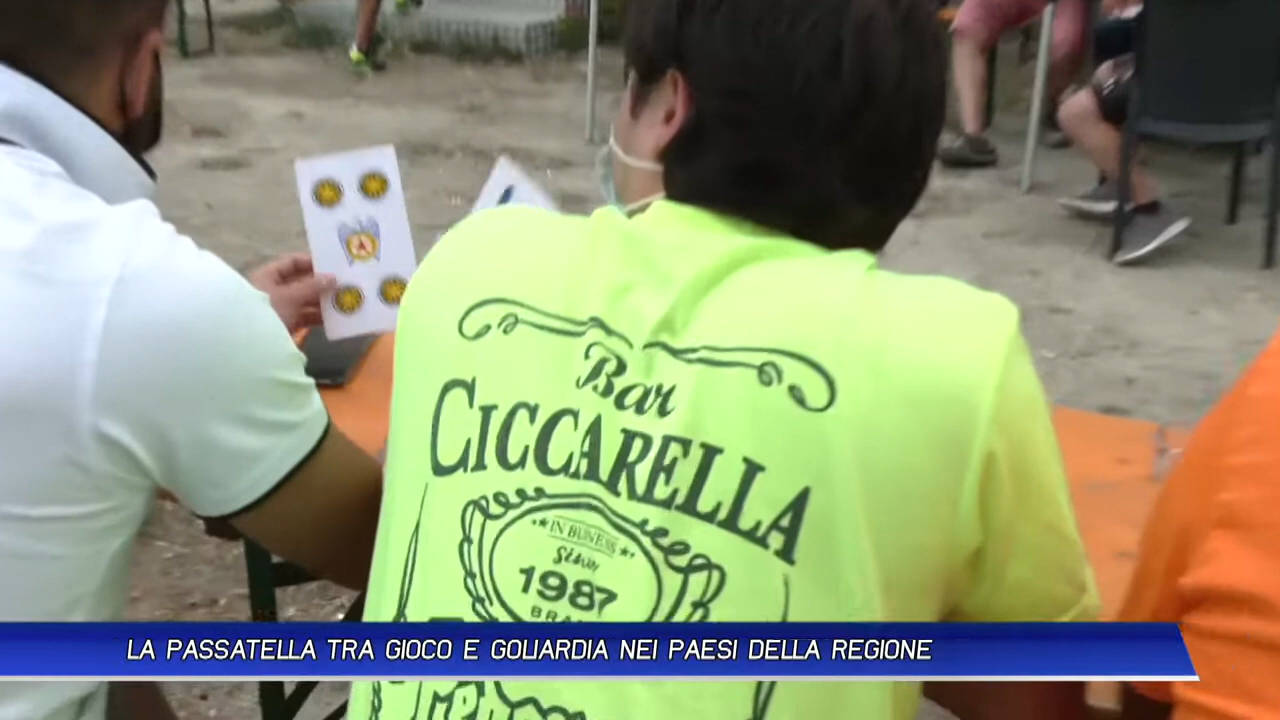 Bar
CICCARELLA
IN BUSINESS
Since
1987
LA PASSATELLA TRA GIOCO E GOLIARDIA NEI PAESI DELLA REGIONE